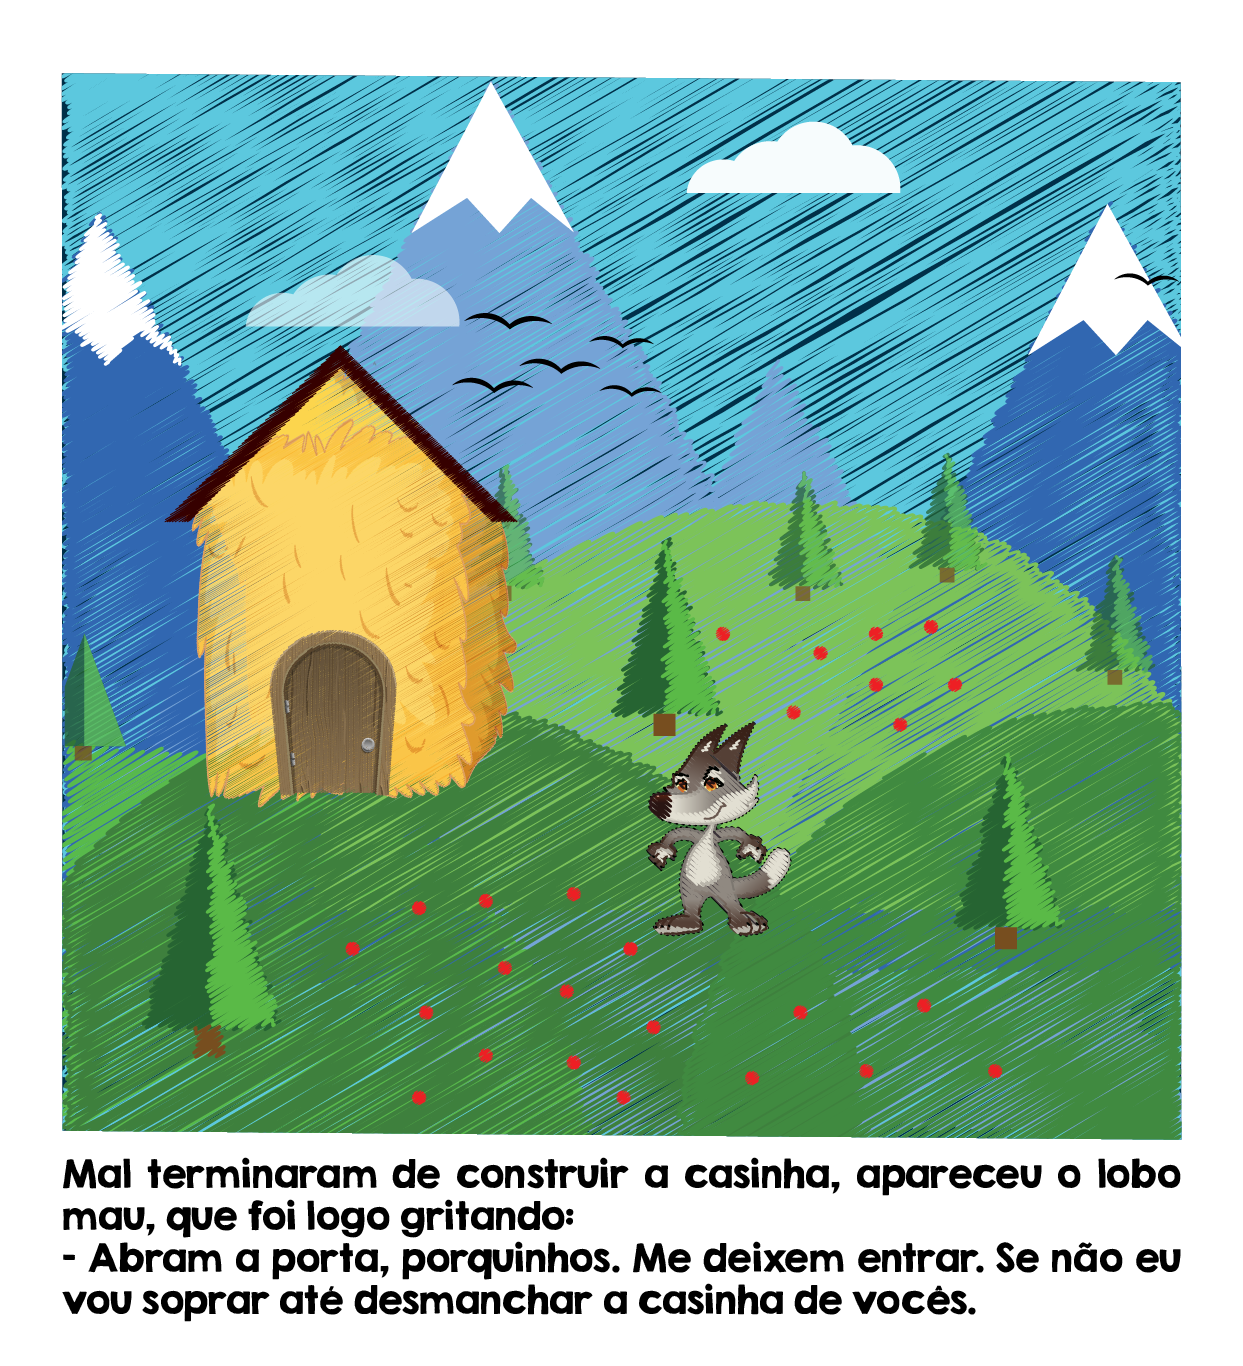 Mal terminaram de construir a casinha, apareceu o lobo
mau, que foi logo gritando:
- Abram a porta, porquinhos. Me deixem entrar. Se não eu
vou soprar até desmanchar a casinha de vocês.